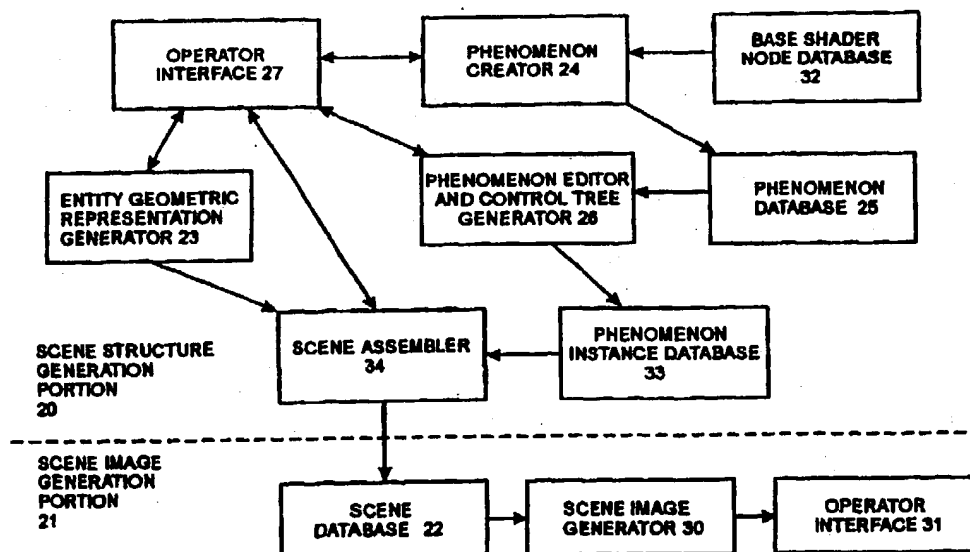 OPERATOR
INTERFACE 27
PHENOMENON
CREATOR 24
BASE SHADER
NODE DATABASE
32
ENTITY GEOMETRIC
REPRESENTATION
GENERATOR 23
PHENOMENON EDITOR
AND CONTROL TREE
GENERATOR 26
PHENOMENON
DATABASE 25
SCENE STRUCTURE
GENERATION
PORTION
20
SCENE ASSEMBLER
34
PHENOMENON
INSTANCE DATABASE
33
SCENE IMAGE
GENERATION
PORTION
21
SCENE
DATABASE 22
SCENE IMAGE
GENERATOR 30
OPERATOR
INTERFACE 31